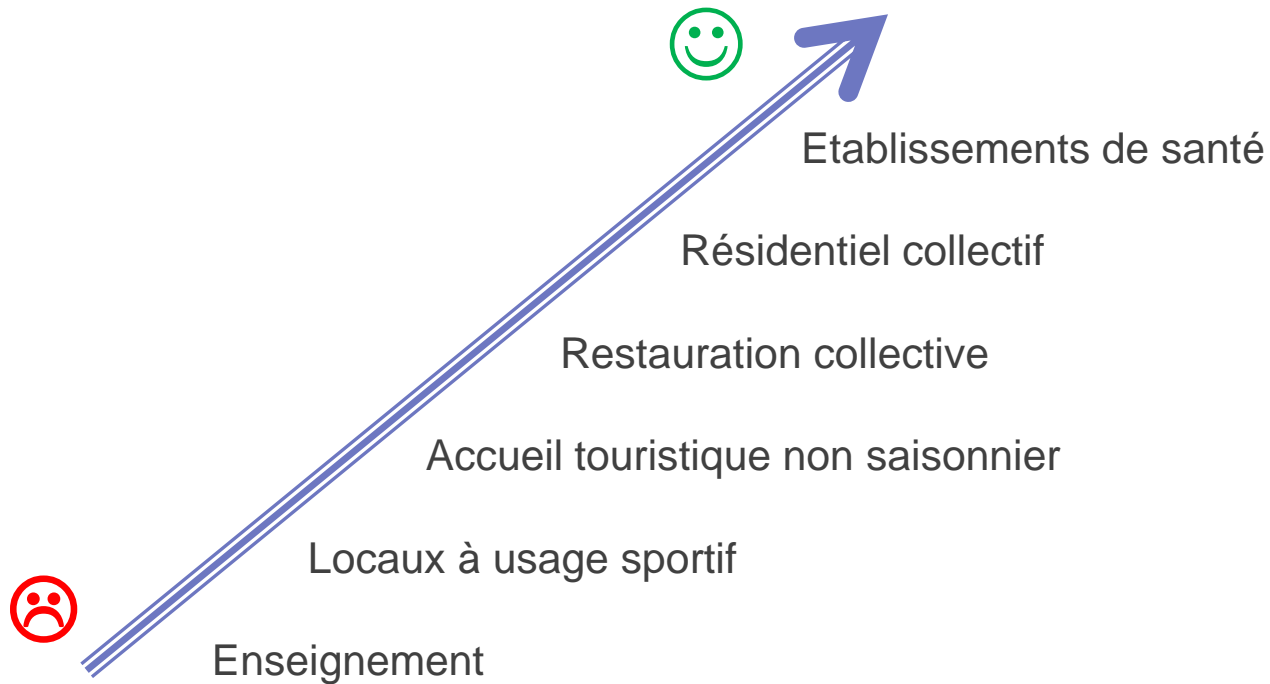 Etablissements de santé
Résidentiel collectif
Restauration collective
Accueil touristique non saisonnier
Locaux à usage sportif
Enseignement